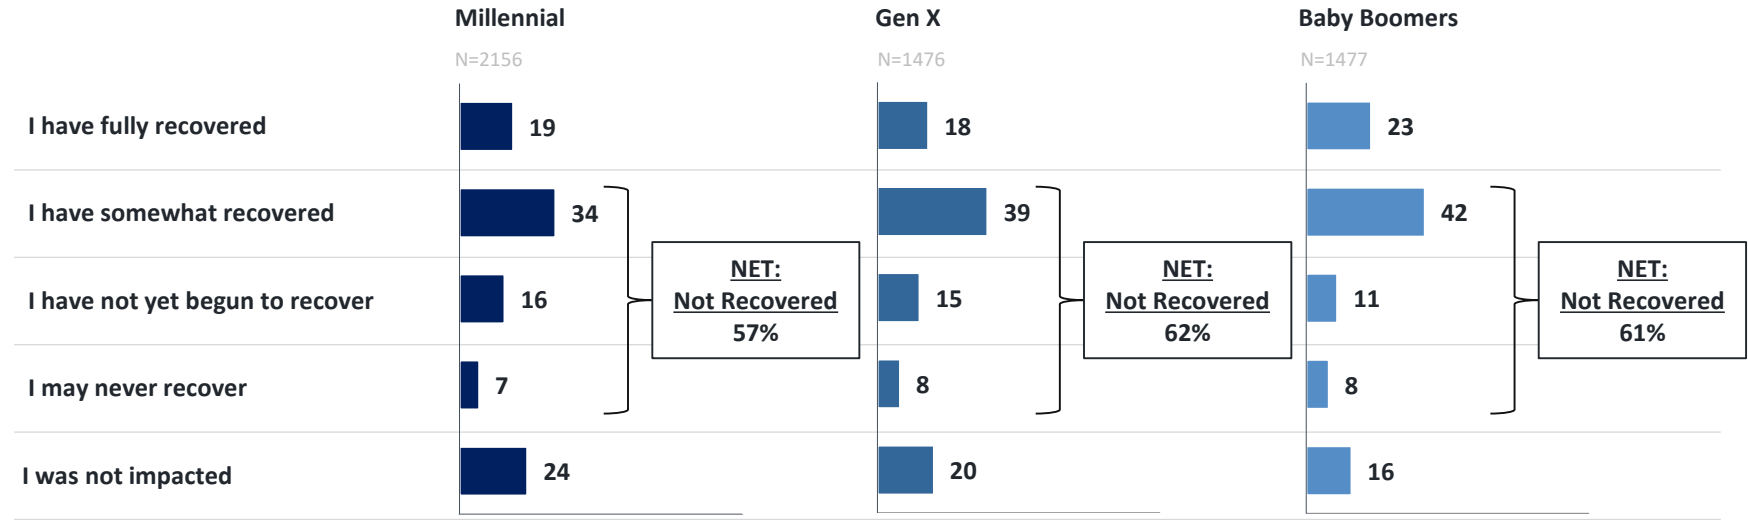 Millennial Gen X Baby Boomers
N=2156 N=1476 N=1477
I have fully recovered 19 18 23
I have somewhat recovered 34 39 42
NET: NET: NET:
Not Recovered Not Recovered Not Recovered
I have not yet begun to recover 16 15 11
57% 62% 61%
I may never recover 7 8 8
I was not impacted 24 20 16